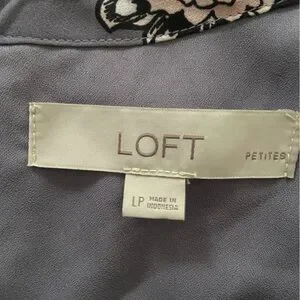 LOFT
PETITES
LP
MADE IN
INDONESIA